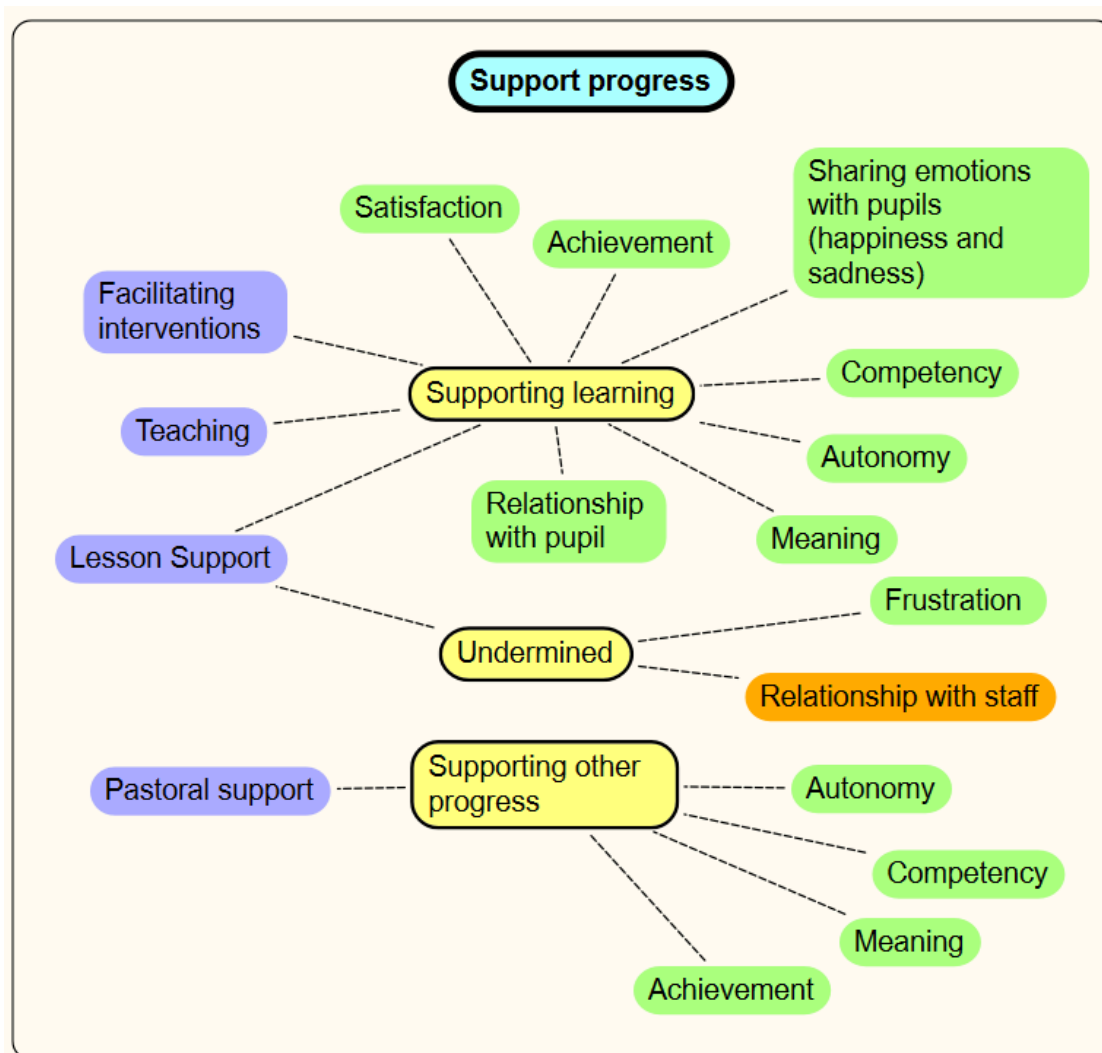 Support progress
Satisfaction
Achievement
Sharing emotions
with pupils
(happiness and
sadness)
Facilitating
interventions
Supporting learning
Competency
Teaching
Autonomy
Relationship
with pupil
Meaning
Lesson Support
Frustration
Undermined
Relationship with staff
Supporting other
progress
Pastoral support
Autonomy
Competency
Meaning
Achievement